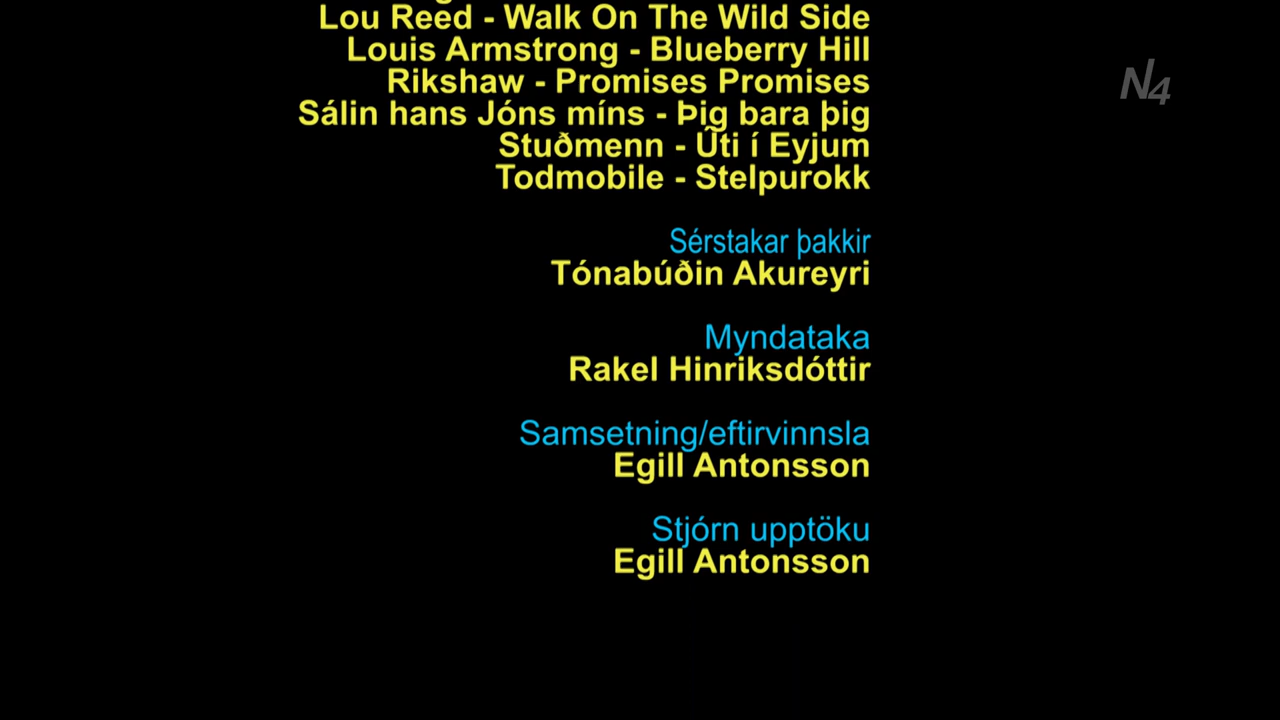 Lou Reed - Walk On The Wild Side
Louis Armstrong - Blueberry Hill
Rikshaw - Promises Promises
Sálin hans Jóns míns - Þig bara þig
Stuðmenn - Úti í Eyjum
Todmobile - Stelpurokk
Sérstakar þakkir
Tónabúðin Akureyri
Myndataka
Rakel Hinriksdóttir
Samsetning/eftirvinnsla
Egill Antonsson
Stjórn upptöku
Egill Antonsson
N4